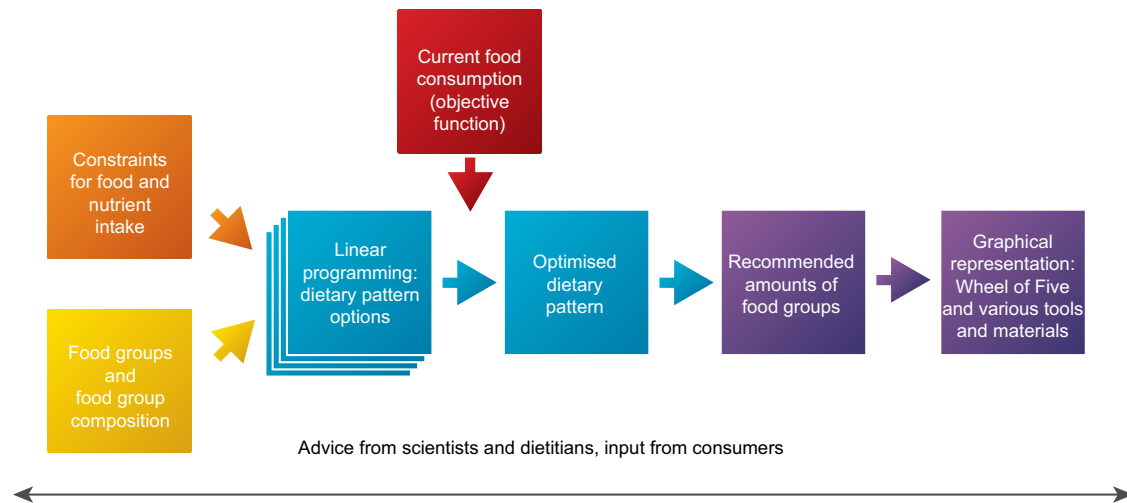 Current food
consumption
(objective
function)
Constraints
for food and
nutrient
intake
Linear
programming:
dietary pattern
options
Optimised
dietary
pattern
Recommended
amounts of
food groups
Graphical
representation:
Wheel of Five
and various tools
and materials
Food groups
and
food group
composition
Advice from scientists and dietitians, input from consumers